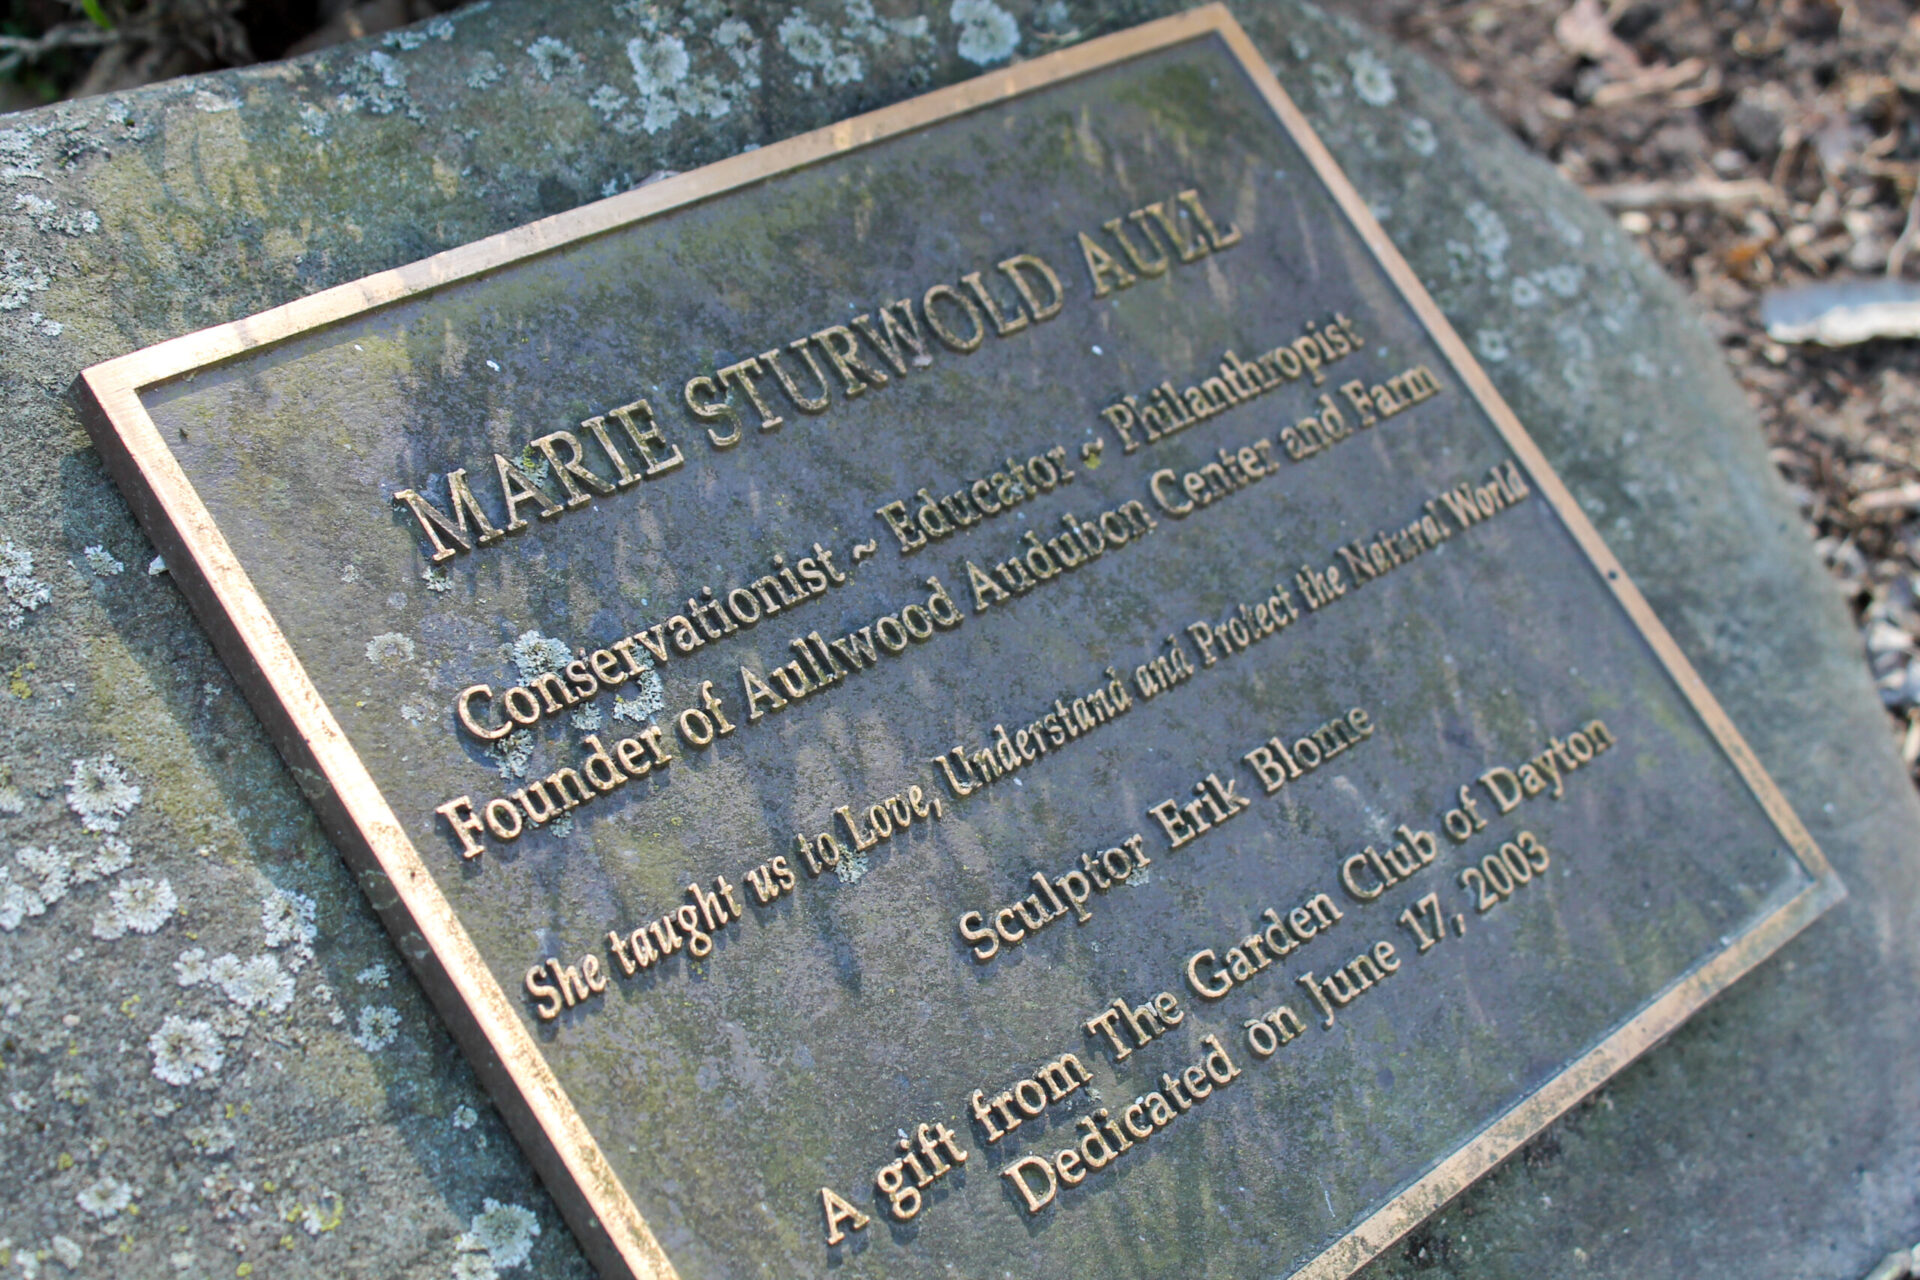 MARIE STURWOLD AULL
Conservationist ~ Educator ~ Philanthropist
Founder of Aullwood Audubon Center and Farm
She taught us to Love, Understand and Protect the Natural World
Sculptor Erik Blome
A gift from The Garden Club of Dayton
Dedicated on June 17, 2003